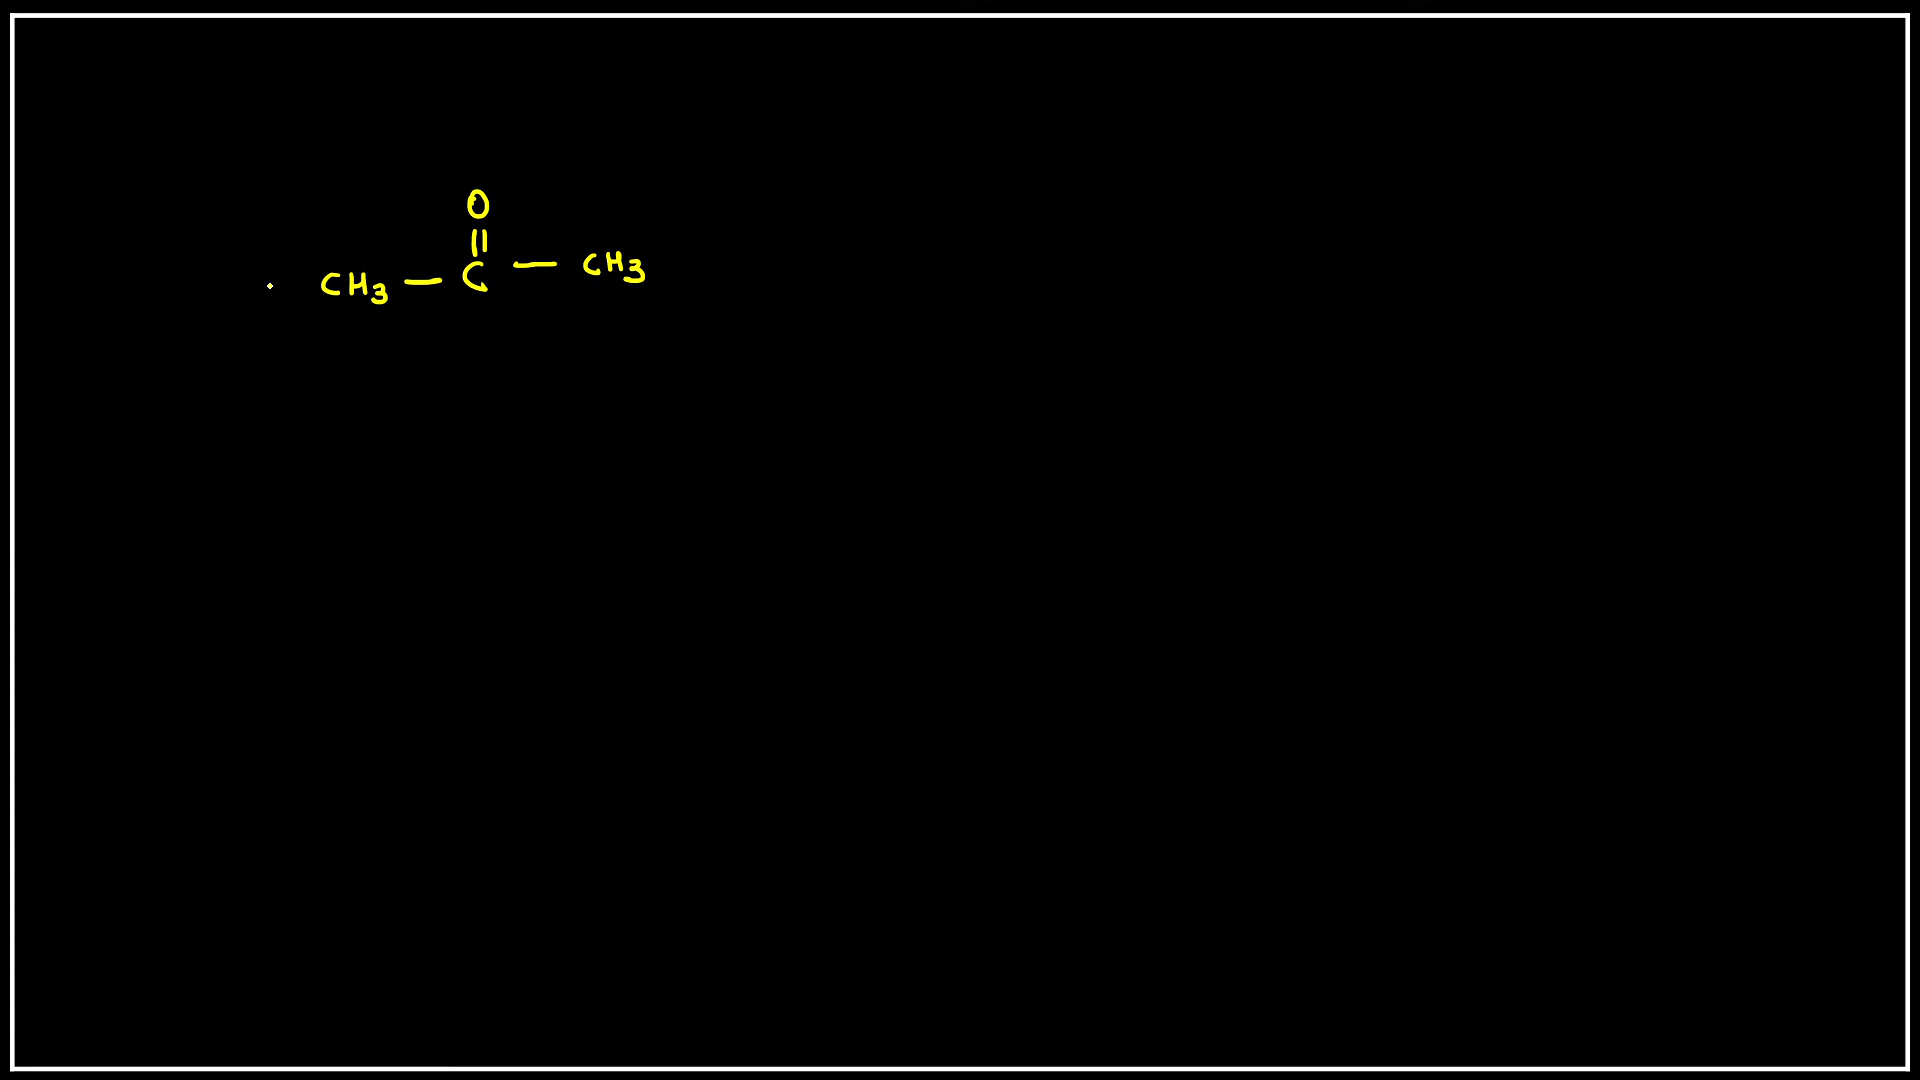 O
||
CH3 — C — CH3